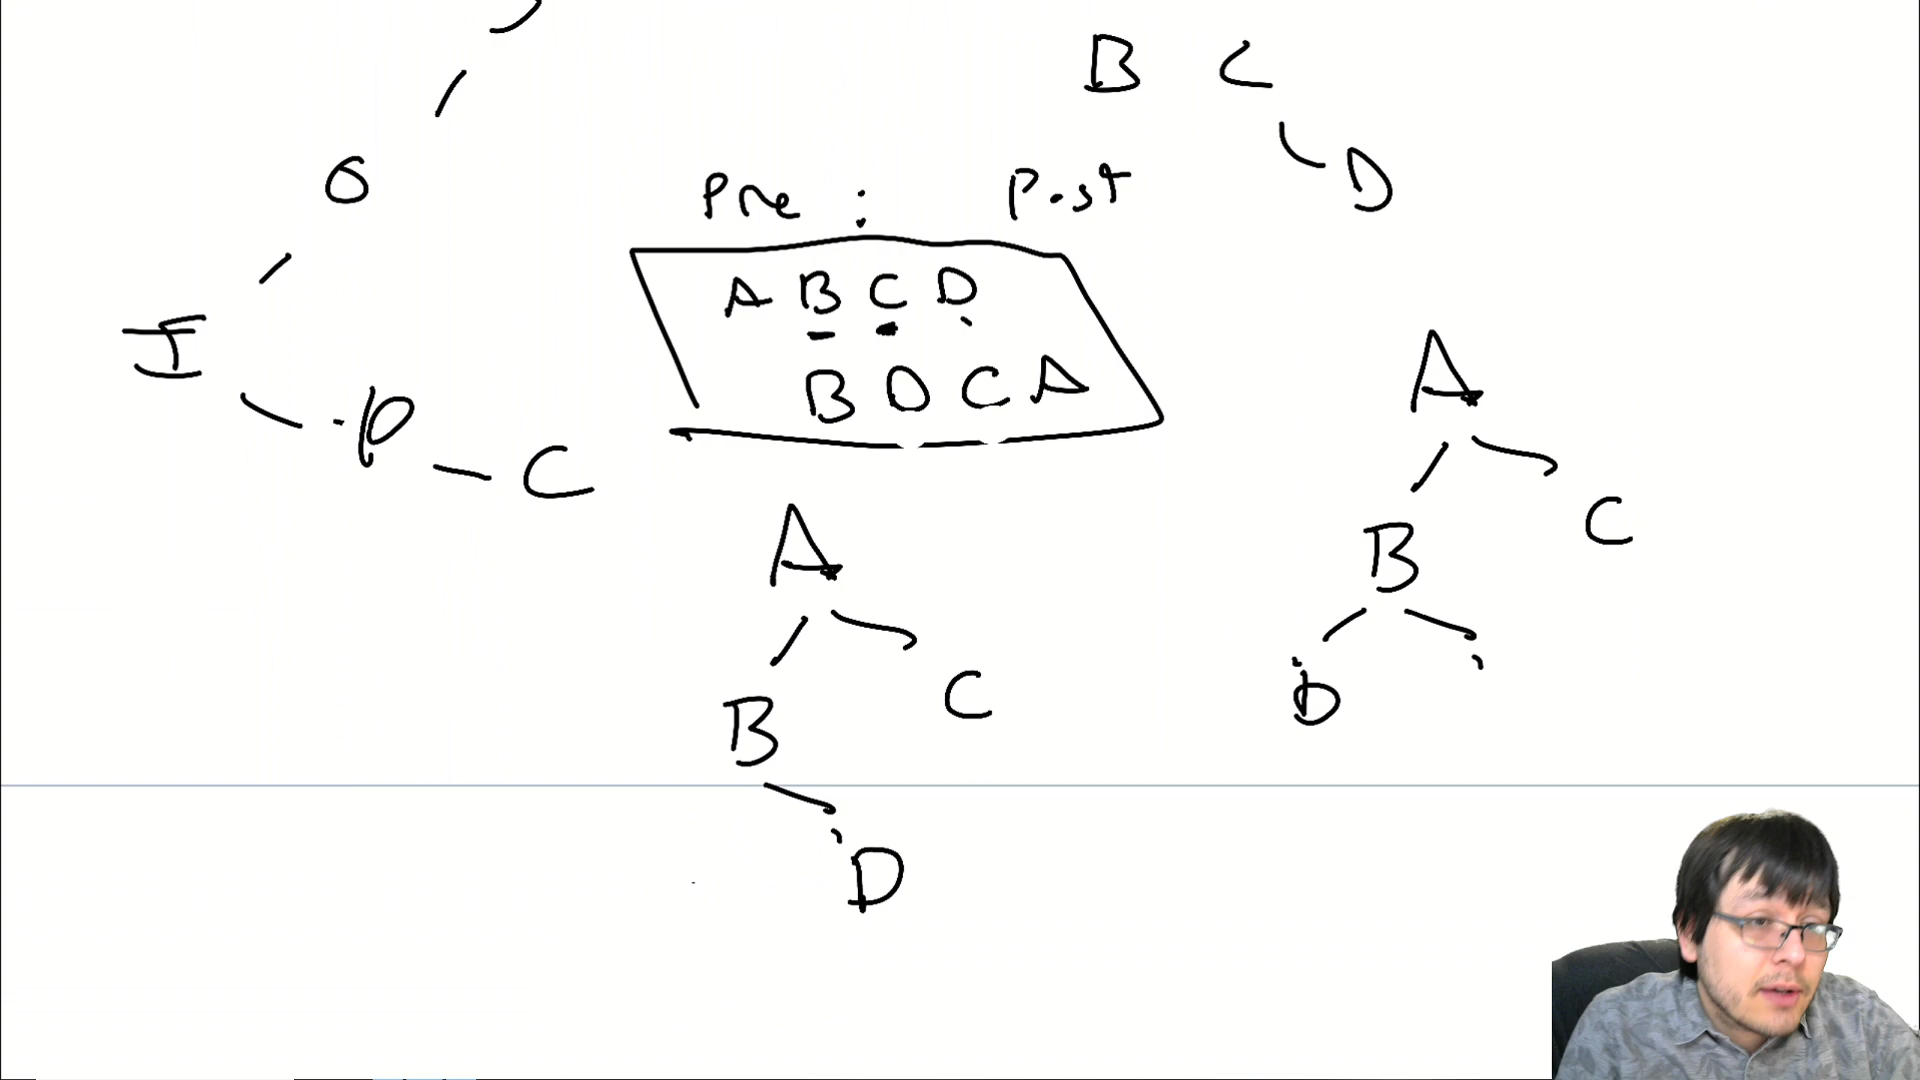 B C
D
O
Pre : Post
A B C D
I
B D C A
P C
A
B C
D
A
B C
D